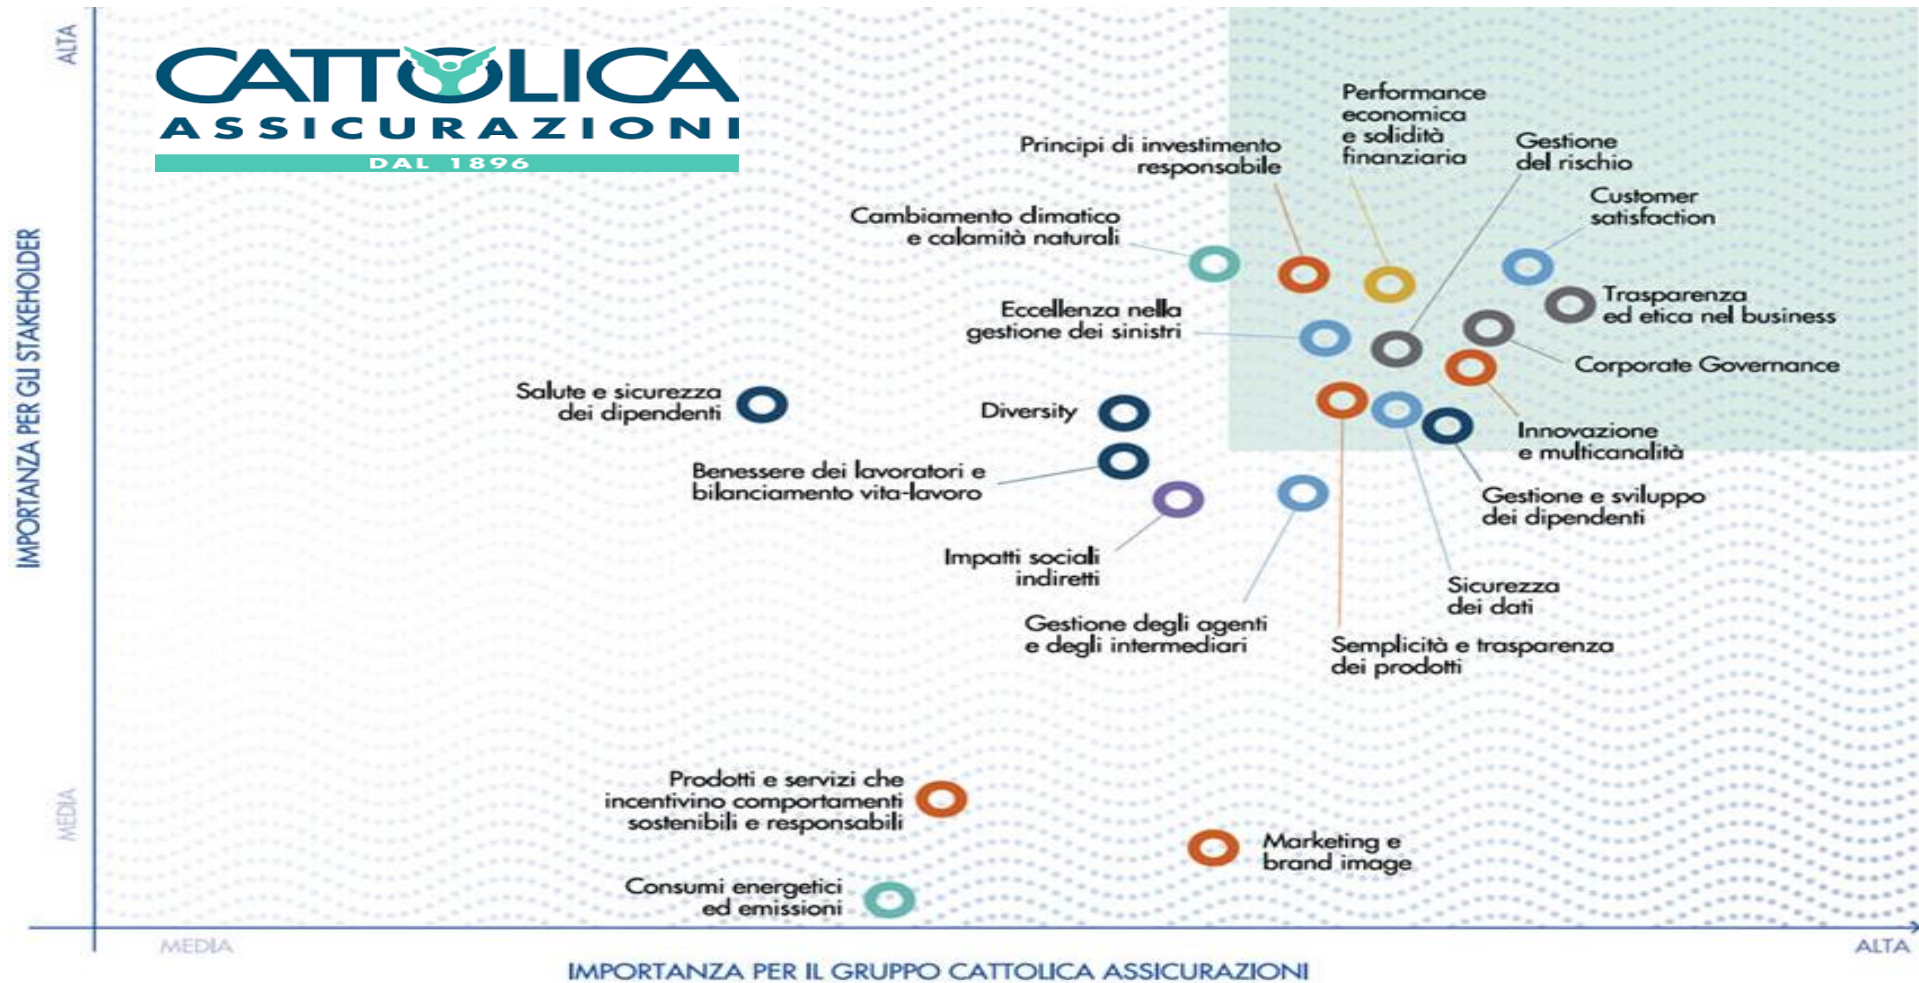 ALTA
CATTOLICA
ASSICURAZIONI
DAL 1896
IMPORTANZA PER GLI STAKEHOLDER
MEDIA
Performance
economica
e solidità
finanziaria
Principi di investimento
responsabile
Gestione
del rischio
Customer
satisfaction
Cambiamento climatico
e calamità naturali
Eccellenza nella
gestione dei sinistri
Trasparenza
ed etica nel business
Corporate Governance
Salute e sicurezza
dei dipendenti
Diversity
Innovazione
e multicanalità
Benessere dei lavoratori e
bilanciamento vita-lavoro
Gestione e sviluppo
dei dipendenti
Impatti sociali
indiretti
Sicurezza
dei dati
Gestione degli agenti
e degli intermediari
Semplicità e trasparenza
dei prodotti
Prodotti e servizi che
incentivino comportamenti
sostenibili e responsabili
Marketing e
brand image
Consumi energetici
ed emissioni
MEDIA
ALTA
IMPORTANZA PER IL GRUPPO CATTOLICA ASSICURAZIONI